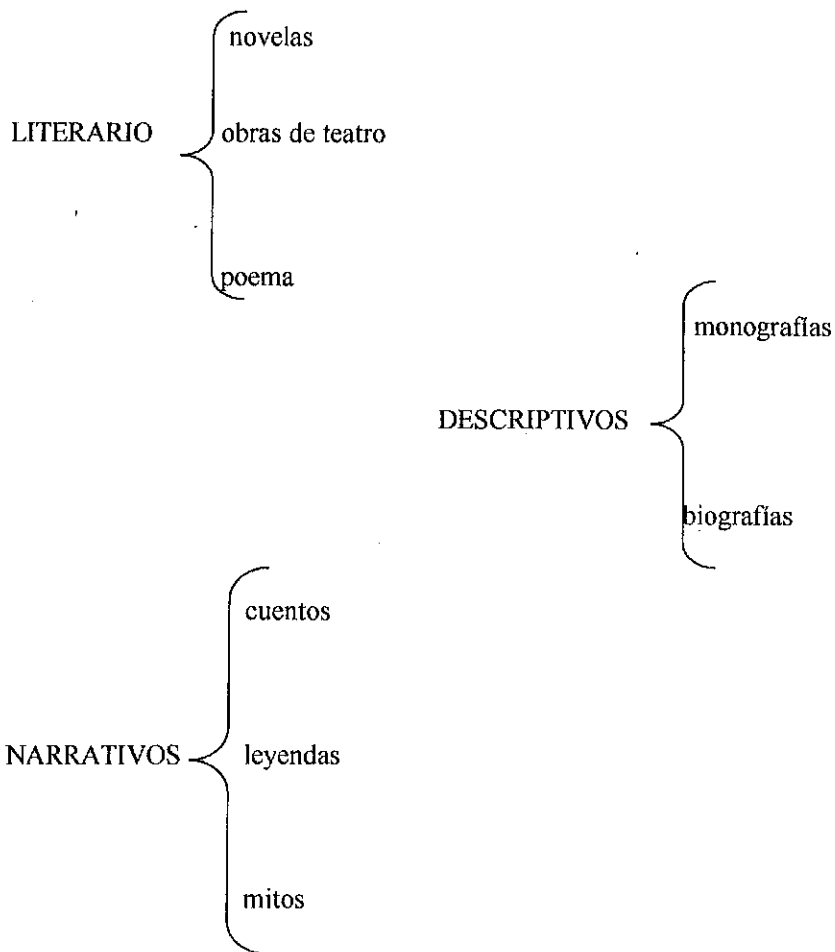 novelas
LITERARIO obras de teatro
poema
monografías
DESCRIPTIVOS
biografías
cuentos
NARRATIVOS leyendas
mitos